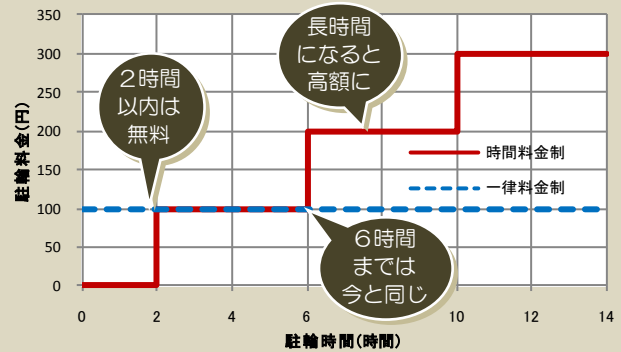 350
300
250
200
150
100
50
0
駐輪料金(円)
2時間
以内は
無料
長時間
になると
高額に
時間料金制
一律料金制
6時間
までは
今と同じ
0 2 4 6 8 10 12 14
駐輪時間(時間)